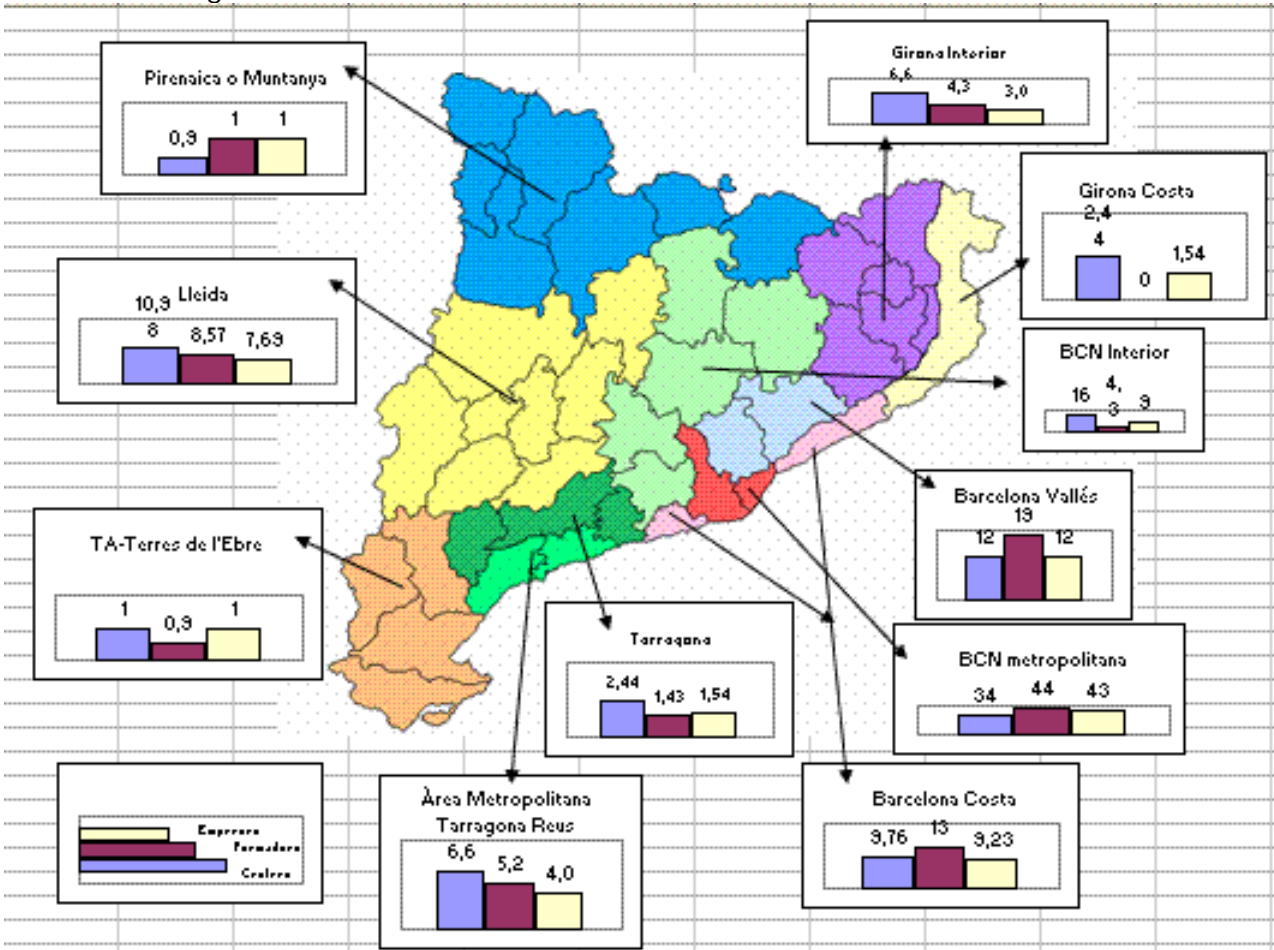 Pirenaica o Muntanya
0,9 1 1
Girona Interior
6,6 4,3 3,0
Girona Costa
2,4
4 0 1,54
Lleida
10,9
8 8,57 7,69
BCN Interior
16 4,
3 9
Barcelona Vallés
12 19 12
TA-Terres de l'Ebre
1 0,9 1
Tarragona
2,44 1,43 1,54
BCN metropolitana
34 44 43
Àrea Metropolitana
Tarragona Reus
6,6 5,2 4,0
Barcelona Costa
9,76 13 9,23